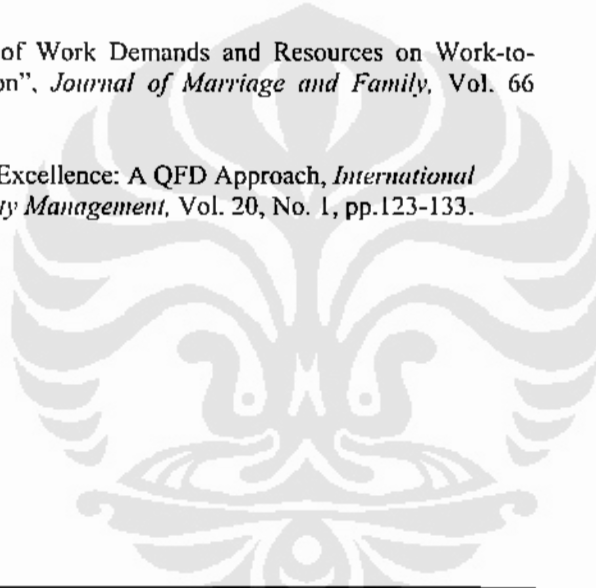 of Work Demands and Resources on Work-to-
on", Journal of Marriage and Family, Vol. 66
Excellence: A QFD Approach, International
ty Management, Vol. 20, No. 1, pp.123-133.